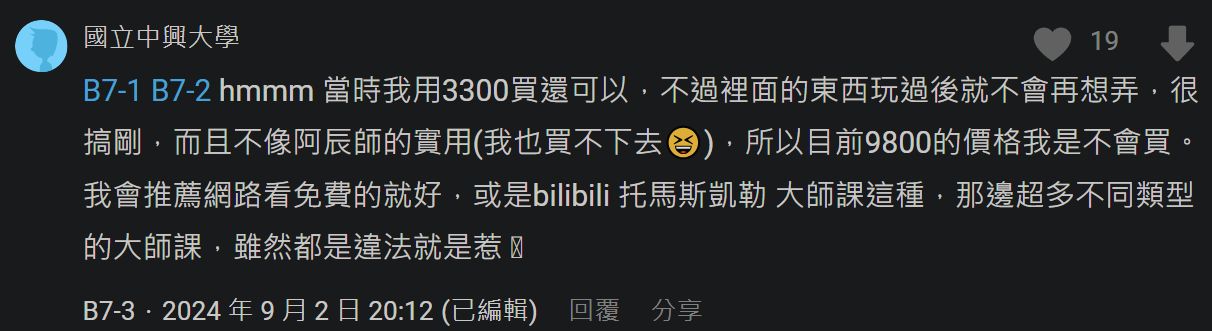 國立中興大學
19
B7-1 B7-2 hmmm 當時我用3300買還可以，不過裡面的東西玩過後就不會再想弄，很
搞剛，而且不像阿辰師的實用(我也買不下去😆)，所以目前9800的價格我是不會買。
我會推薦網路看免費的就好，或是bilibili 托馬斯凱勒 大師課這種，那邊超多不同類型
的大師課，雖然都是違法就是惹
B7-3 · 2024 年 9 月 2 日 20:12 (已編輯) 回覆 分享